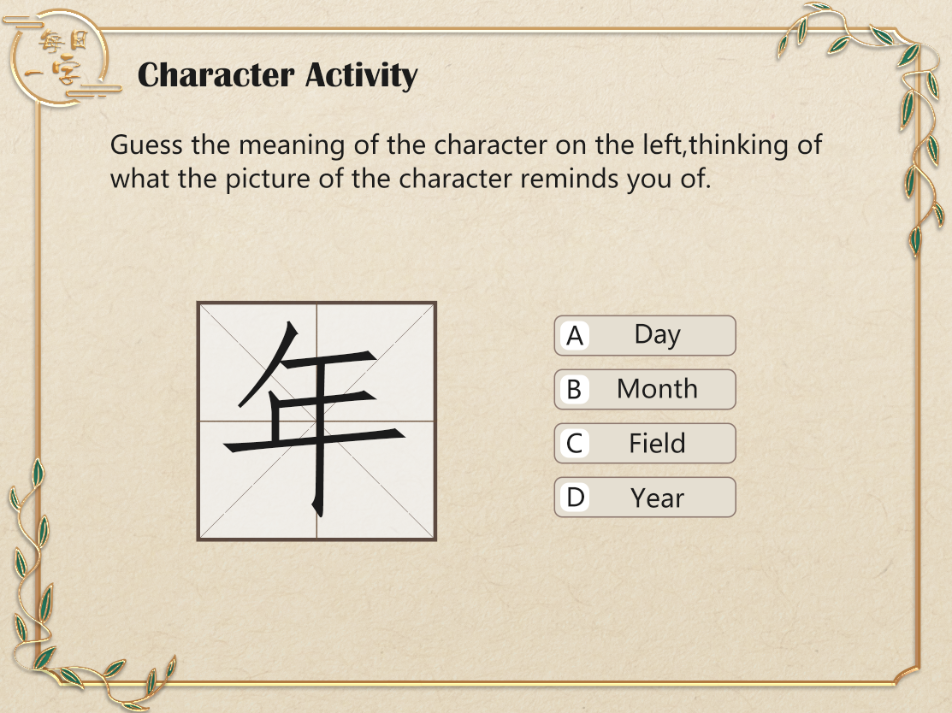 每日
一字
Character Activity
Guess the meaning of the character on the left,thinking of
what the picture of the character reminds you of.
年
A Day
B Month
C Field
D Year